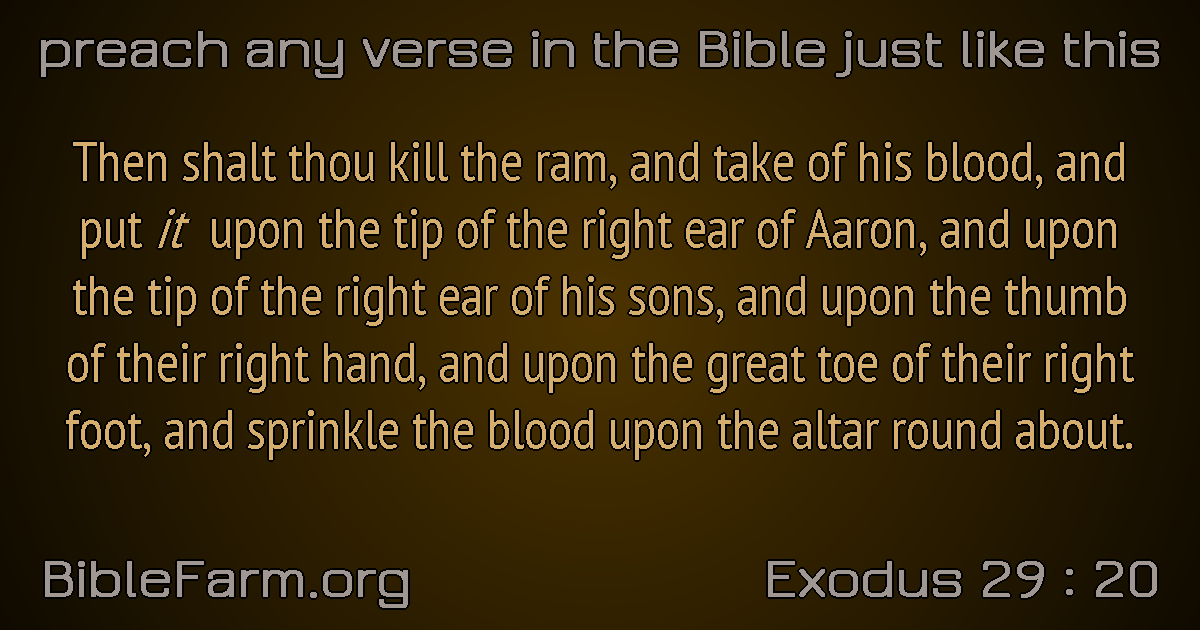 preach any verse in the Bible just like this
Then shalt thou kill the ram, and take of his blood, and
put it upon the tip of the right ear of Aaron, and upon
the tip of the right ear of his sons, and upon the thumb
of their right hand, and upon the great toe of their right
foot, and sprinkle the blood upon the altar round about.
BibleFarm.org
Exodus 29 : 20